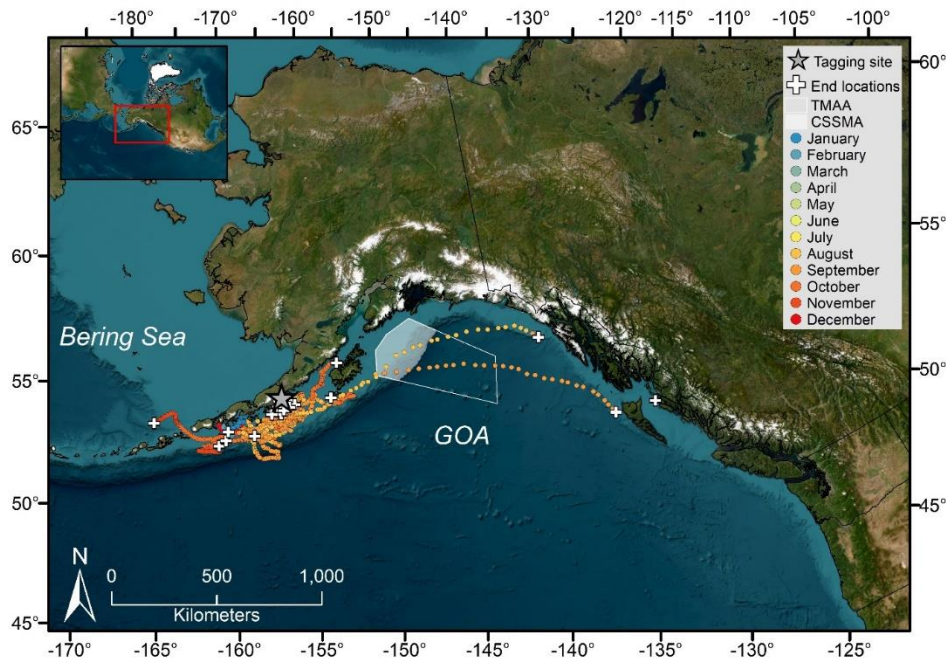 -180° -170° -160° -150° -140° -130° -120° -110° -105° -100°
60°
65°
Tagging site
End locations
TMAA
CSSMA
January
February
March
April
May
June
July
August
September
October
November
December
55°
60°
Bering Sea
55°
50°
GOA
50°
45°
N
0 500 1,000
Kilometers
45°
-170° -165° -160° -155° -150° -145° -140° -135° -130° -125°